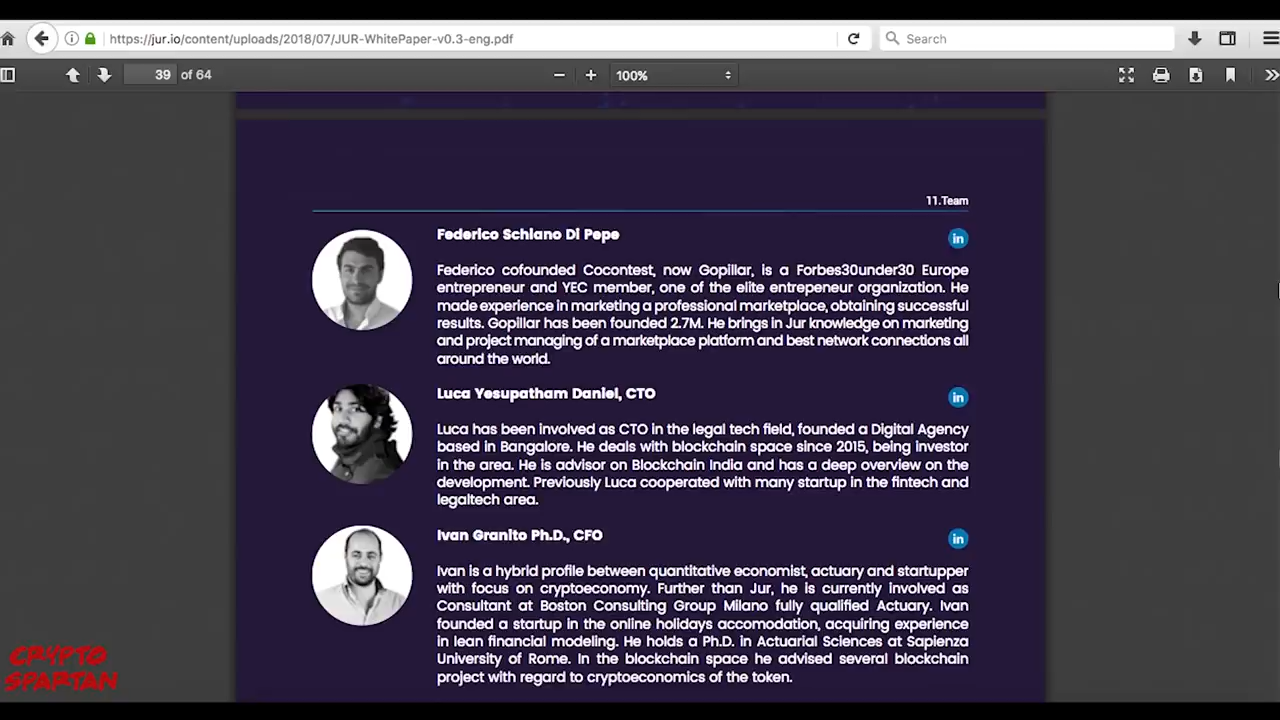 https://jur.io/content/uploads/2018/07/JUR-WhitePaper-v0.3-eng.pdf
Search
39 of 64
100%
11.Team
Federico Schiano Di Pepe
in
Federico cofounded Cocontest, now Gopillar, is a Forbes30under30 Europe
entrepreneur and YEC member, one of the elite entrepeneur organization. He
made experience in marketing a professional marketplace, obtaining successful
results. Gopillar has been founded 2.7M. He brings in Jur knowledge on marketing
and project managing of a marketplace platform and best network connections all
around the world.
Luca Yesupatham Daniel, CTO
in
Luca has been involved as CTO in the legal tech field, founded a Digital Agency
based in Bangalore. He deals with blockchain space since 2015, being investor
in the area. He is advisor on Blockchain India and has a deep overview on the
development. Previously Luca cooperated with many startup in the fintech and
legaltech area.
Ivan Granito Ph.D., CFO
in
Ivan is a hybrid profile between quantitative economist, actuary and startupper
with focus on cryptoeconomy. Further than Jur, he is currently involved as
Consultant at Boston Consulting Group Milano fully qualified Actuary. Ivan
founded a startup in the online holidays accomodation, acquiring experience
in lean financial modeling. He holds a Ph.D. in Actuarial Sciences at Sapienza
University of Rome. In the blockchain space he advised several blockchain
project with regard to cryptoeconomics of the token.
CRYPTO
SPARTAN